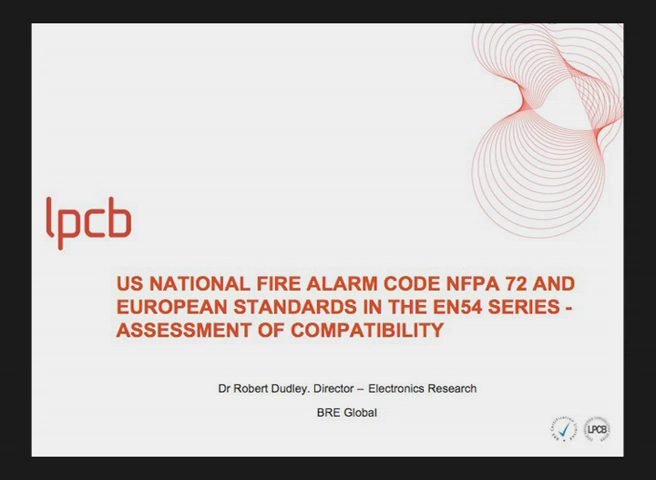 lpcb
US NATIONAL FIRE ALARM CODE NFPA 72 AND
EUROPEAN STANDARDS IN THE EN54 SERIES -
ASSESSMENT OF COMPATIBILITY
Dr Robert Dudley. Director – Electronics Research
BRE Global
LPCB